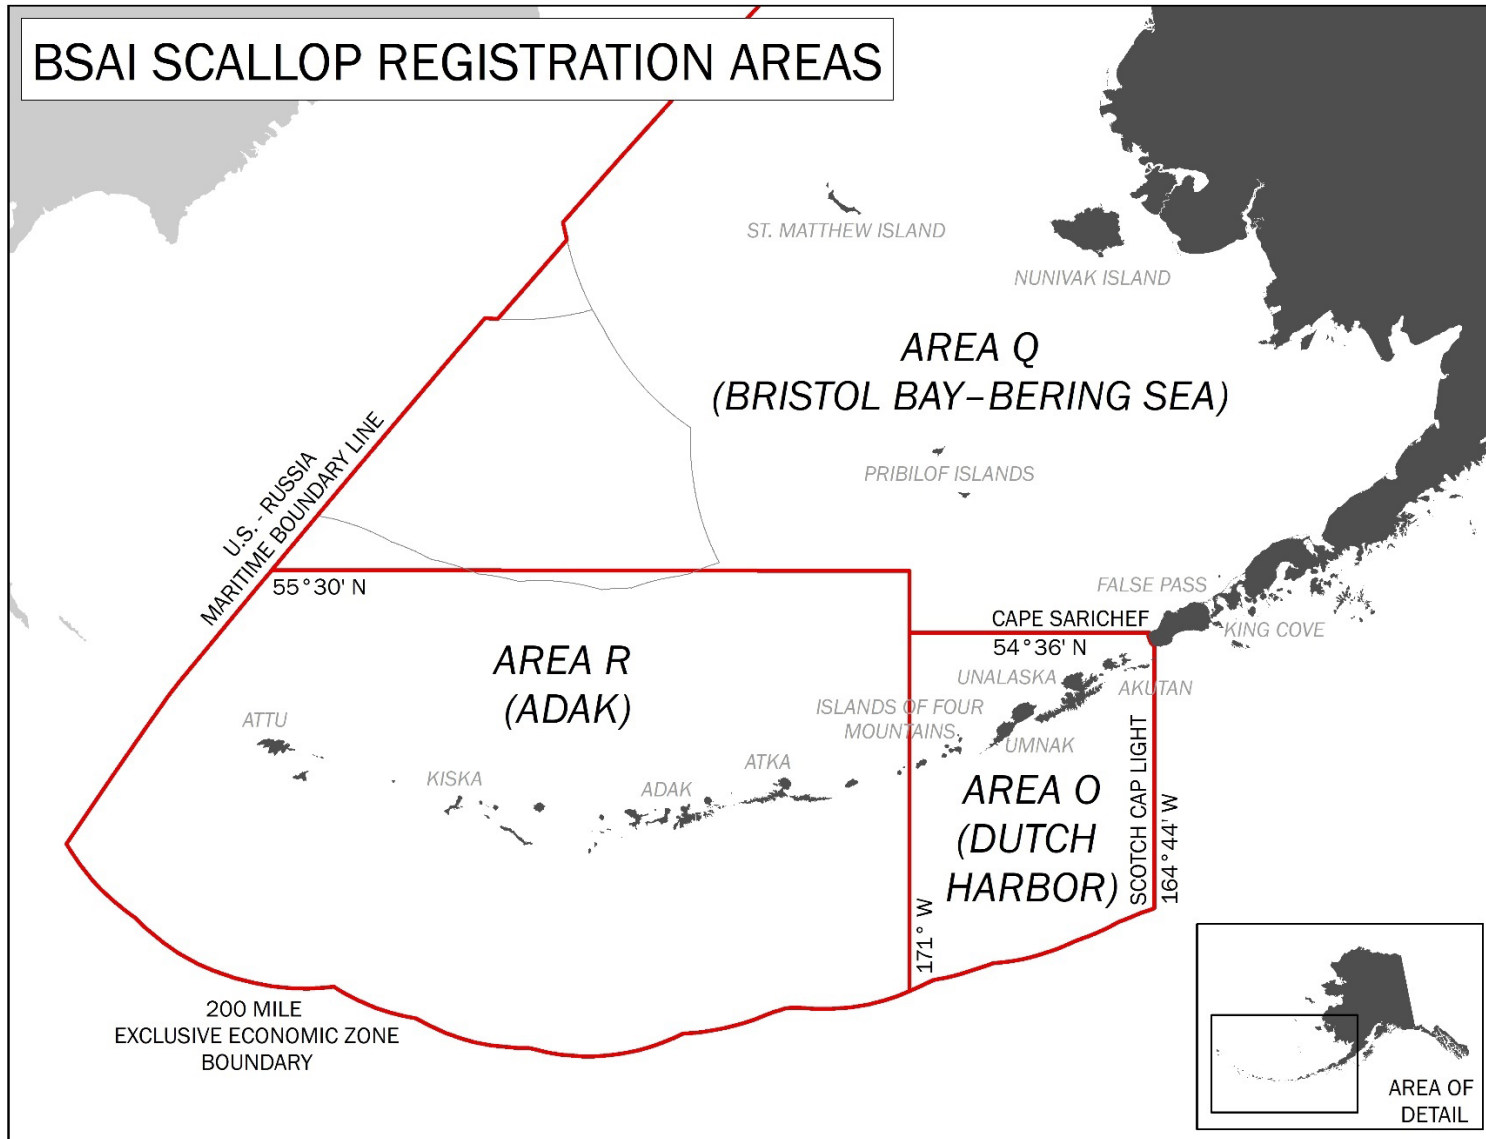 BSAI SCALLOP REGISTRATION AREAS
ST. MATTHEW ISLAND
NUNIVAK ISLAND
AREA Q
(BRISTOL BAY–BERING SEA)
PRIBILOF ISLANDS
U.S. - RUSSIA
MARITIME BOUNDARY LINE
55°30' N
FALSE PASS
CAPE SARICHEF
KING COVE
54°36' N
AREA R
(ADAK)
UNALASKA
AKUTAN
ISLANDS OF FOUR
MOUNTAINS
UMNAK
ATTU
KISKA
ADAK
ATKA
AREA O
(DUTCH
HARBOR)
SCOTCH CAP LIGHT
164°44' W
171° W
200 MILE
EXCLUSIVE ECONOMIC ZONE
BOUNDARY
AREA OF
DETAIL